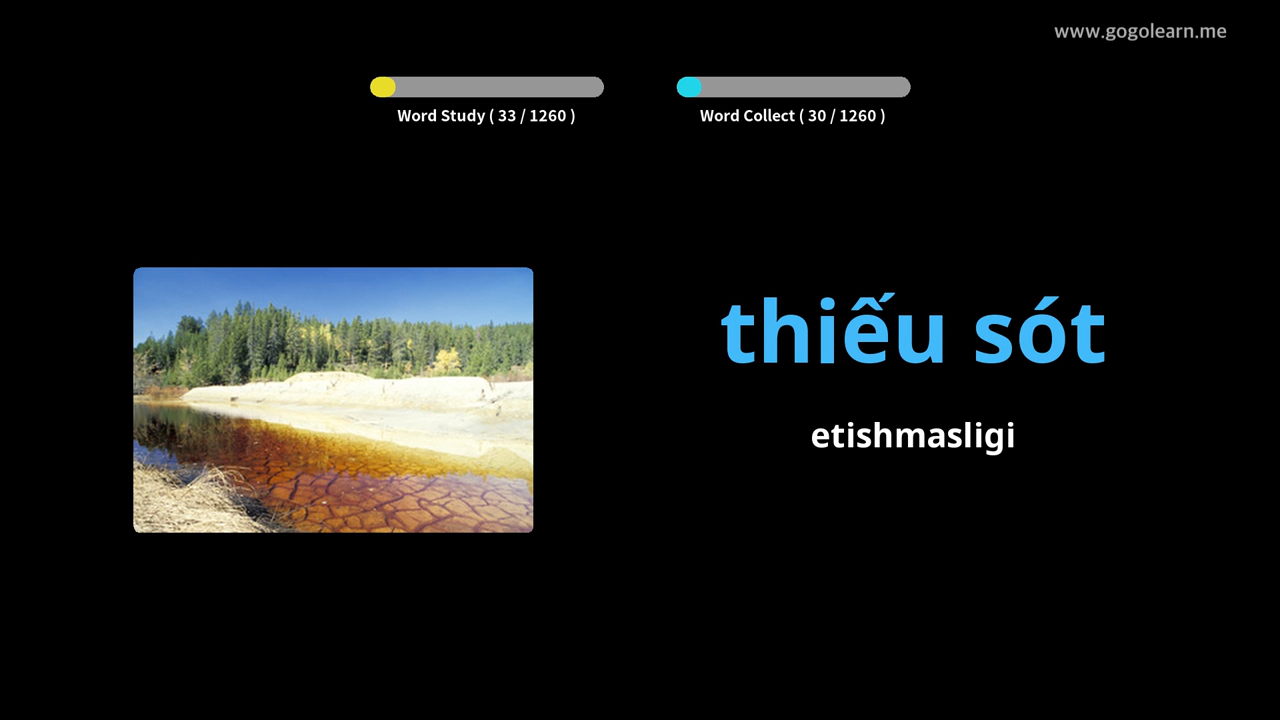 www.gogolearn.me
Word Study ( 33 / 1260 )
Word Collect ( 30 / 1260 )
thiếu sót
etishmasligi